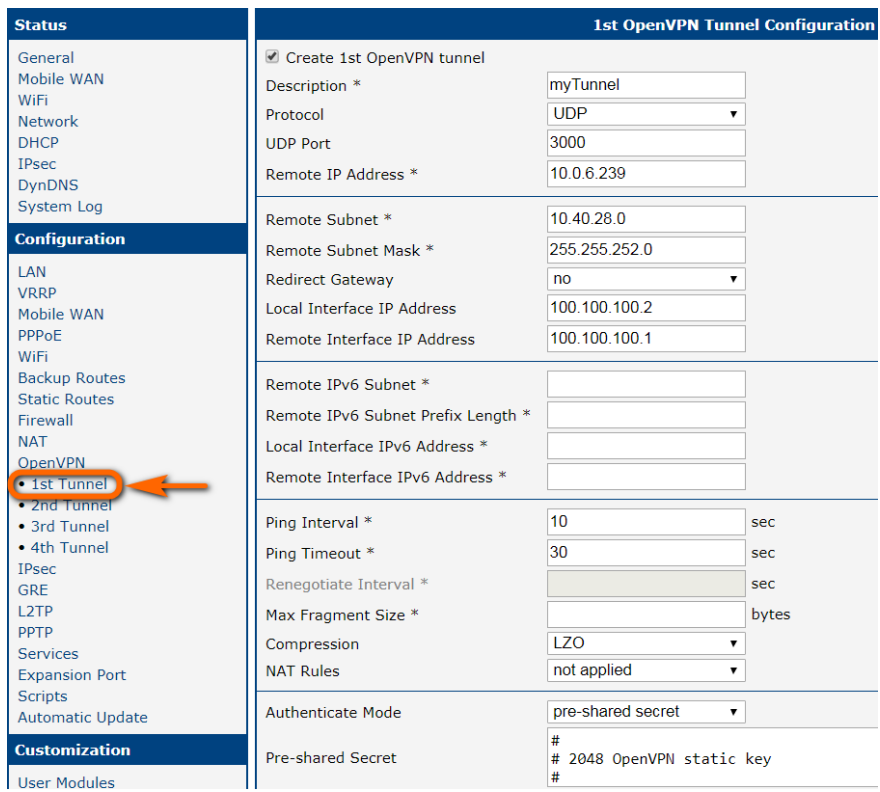 Status
General
Mobile WAN
WiFi
Network
DHCP
IPsec
DynDNS
System Log
Configuration
LAN
VRRP
Mobile WAN
PPPoE
WiFi
Backup Routes
Static Routes
Firewall
NAT
OpenVPN
• 1st Tunnel
• 2nd Tunnel
• 3rd Tunnel
• 4th Tunnel
IPsec
GRE
L2TP
PPTP
Services
Expansion Port
Scripts
Automatic Update
Customization
User Modules
1st OpenVPN Tunnel Configuration
Create 1st OpenVPN tunnel
Description * myTunnel
Protocol UDP
UDP Port 3000
Remote IP Address * 10.0.6.239
Remote Subnet * 10.40.28.0
Remote Subnet Mask * 255.255.252.0
Redirect Gateway no
Local Interface IP Address 100.100.100.2
Remote Interface IP Address 100.100.100.1
Remote IPv6 Subnet *
Remote IPv6 Subnet Prefix Length *
Local Interface IPv6 Address *
Remote Interface IPv6 Address *
Ping Interval * 10 sec
Ping Timeout * 30 sec
Renegotiate Interval * sec
Max Fragment Size * bytes
Compression LZO
NAT Rules not applied
Authenticate Mode pre-shared secret
Pre-shared Secret
#
# 2048 OpenVPN static key
#